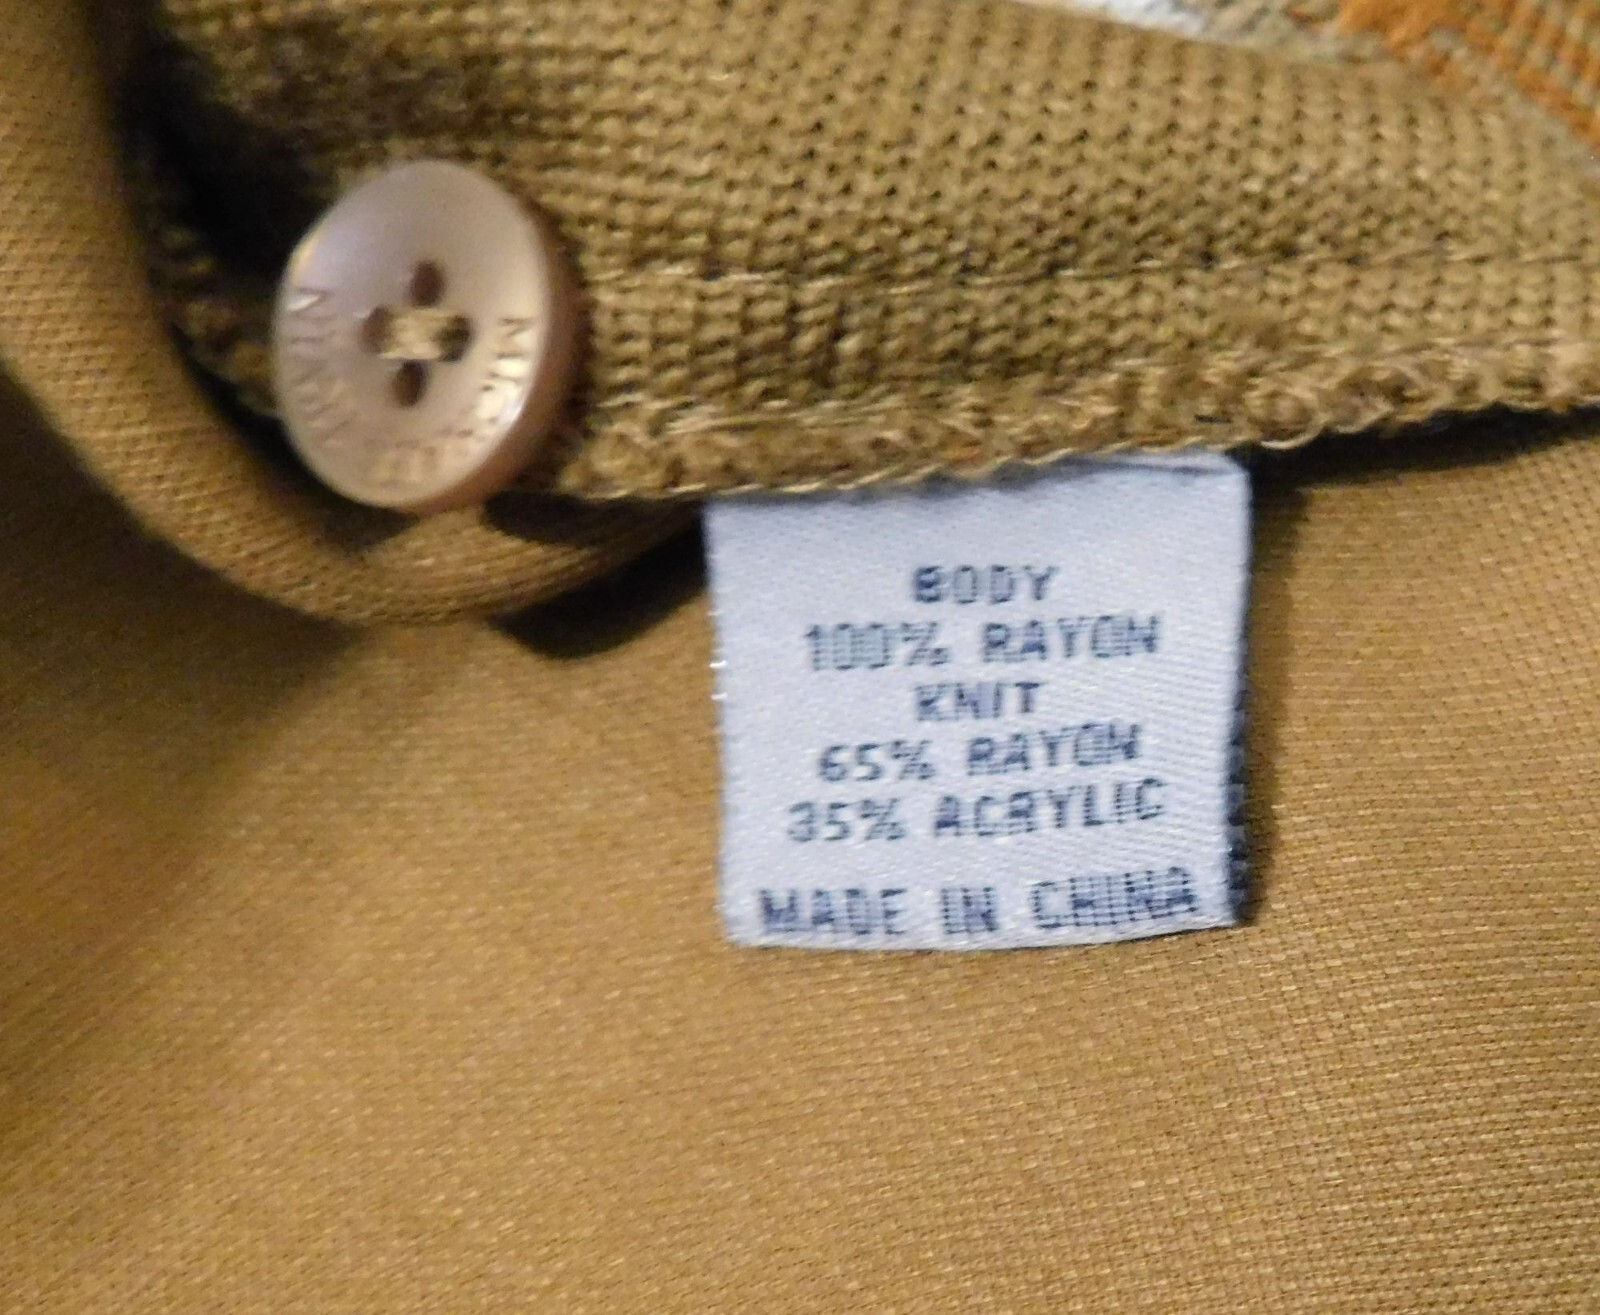 BODY
100% RAYON
KNIT
65% RAYON
35% ACRYLIC
MADE IN CHINA